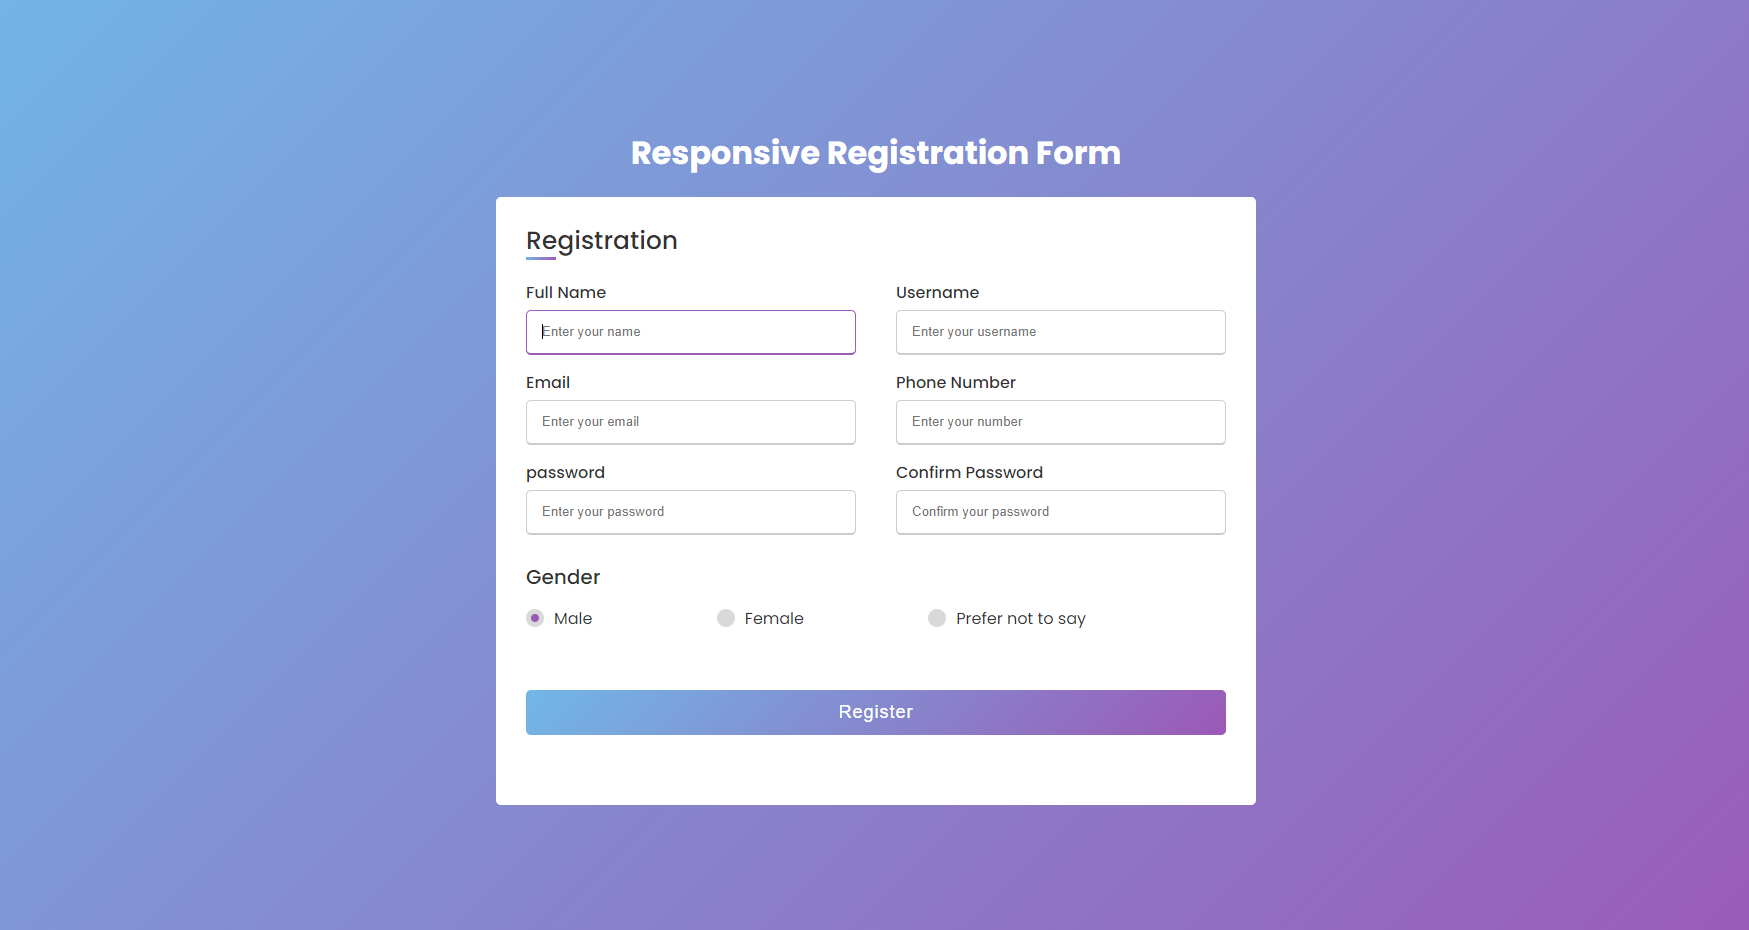 Responsive Registration Form
Registration
Full Name
Enter your name
Username
Enter your username
Email
Enter your email
Phone Number
Enter your number
password
Enter your password
Confirm Password
Confirm your password
Gender
Male Female Prefer not to say
Register